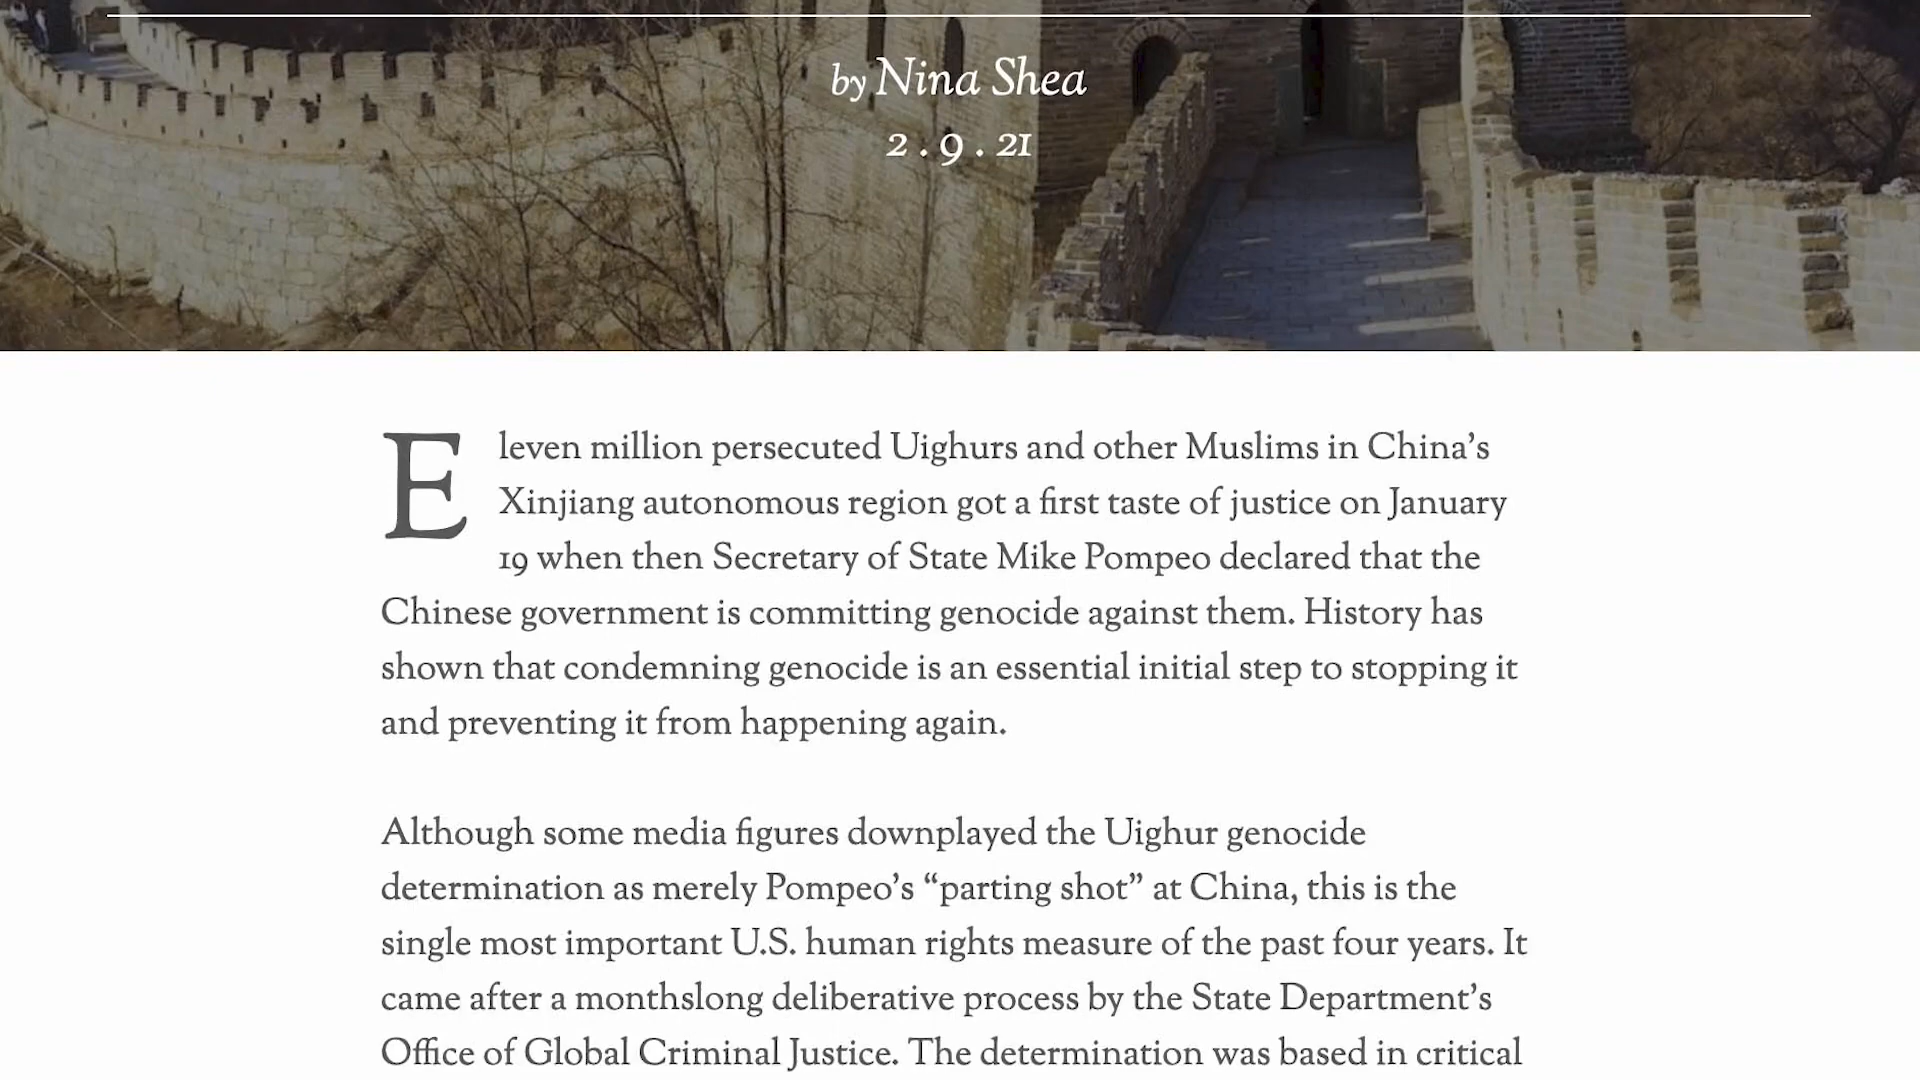 by Nina Shea
2 . 9 . 21
Eleven million persecuted Uighurs and other Muslims in China’s
Xinjiang autonomous region got a first taste of justice on January
19 when then Secretary of State Mike Pompeo declared that the
Chinese government is committing genocide against them. History has
shown that condemning genocide is an essential initial step to stopping it
and preventing it from happening again.
Although some media figures downplayed the Uighur genocide
determination as merely Pompeo’s “parting shot” at China, this is the
single most important U.S. human rights measure of the past four years. It
came after a monthslong deliberative process by the State Department’s
Office of Global Criminal Justice. The determination was based in critical